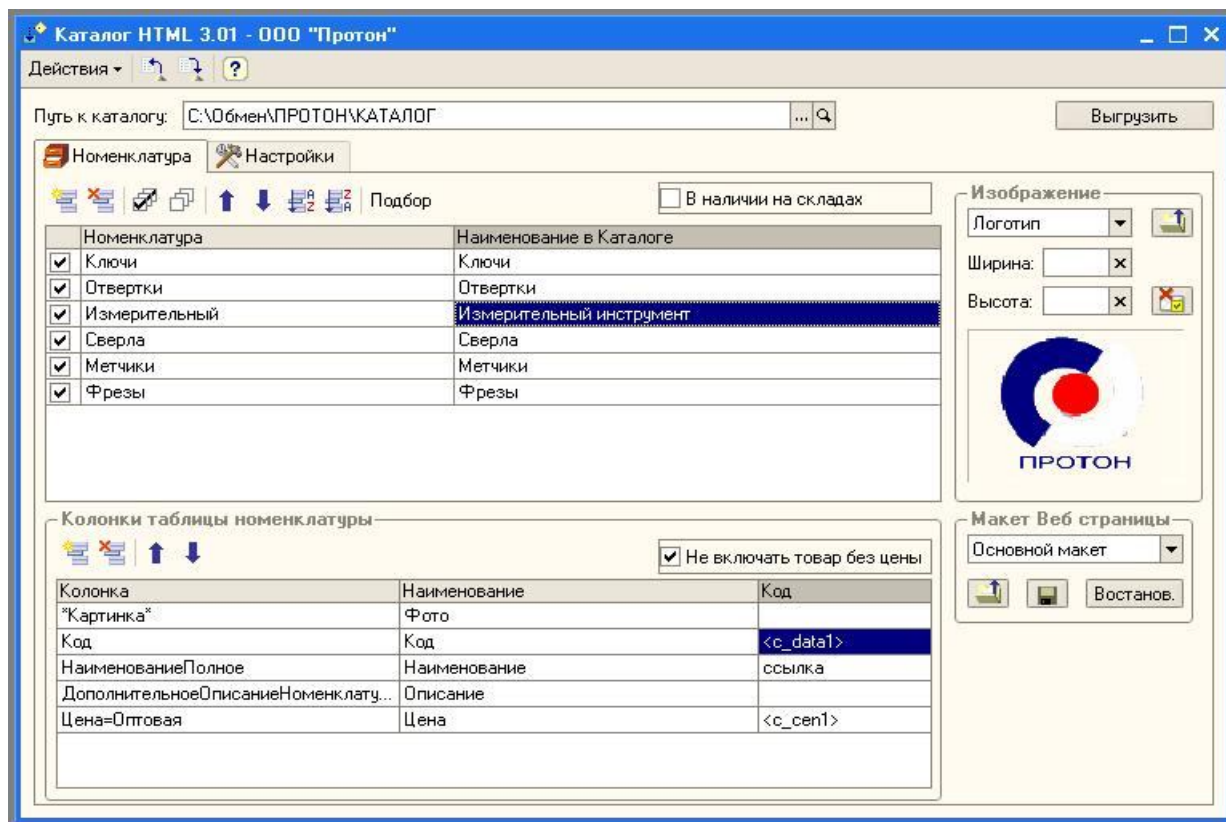 Каталог HTML 3.01 - ООО "Протон"
Действия
Путь к каталогу: C:\Обмен\ПРОТОН\КАТАЛОГ ... Выгрузить
Номенклатура Настройки
Подбор В наличии на складах
Изображение
Логотип
Ширина:
Высота:
ПРОТОН
Номенклатура Наименование в Каталоге
Ключи Ключи
Отвертки Отвертки
Измерительный Измерительный инструмент
Сверла Сверла
Метчики Метчики
Фрезы Фрезы
Колонки таблицы номенклатуры
Не включать товар без цены
Колонка Наименование Код
"Картинка" Фото
Код Код <c_data1>
НаименованиеПолное Наименование ссылка
ДополнительноеОписаниеНоменклату... Описание
Цена=Оптовая Цена <c_cen1>
Макет Веб страницы
Основной макет
Востанов.